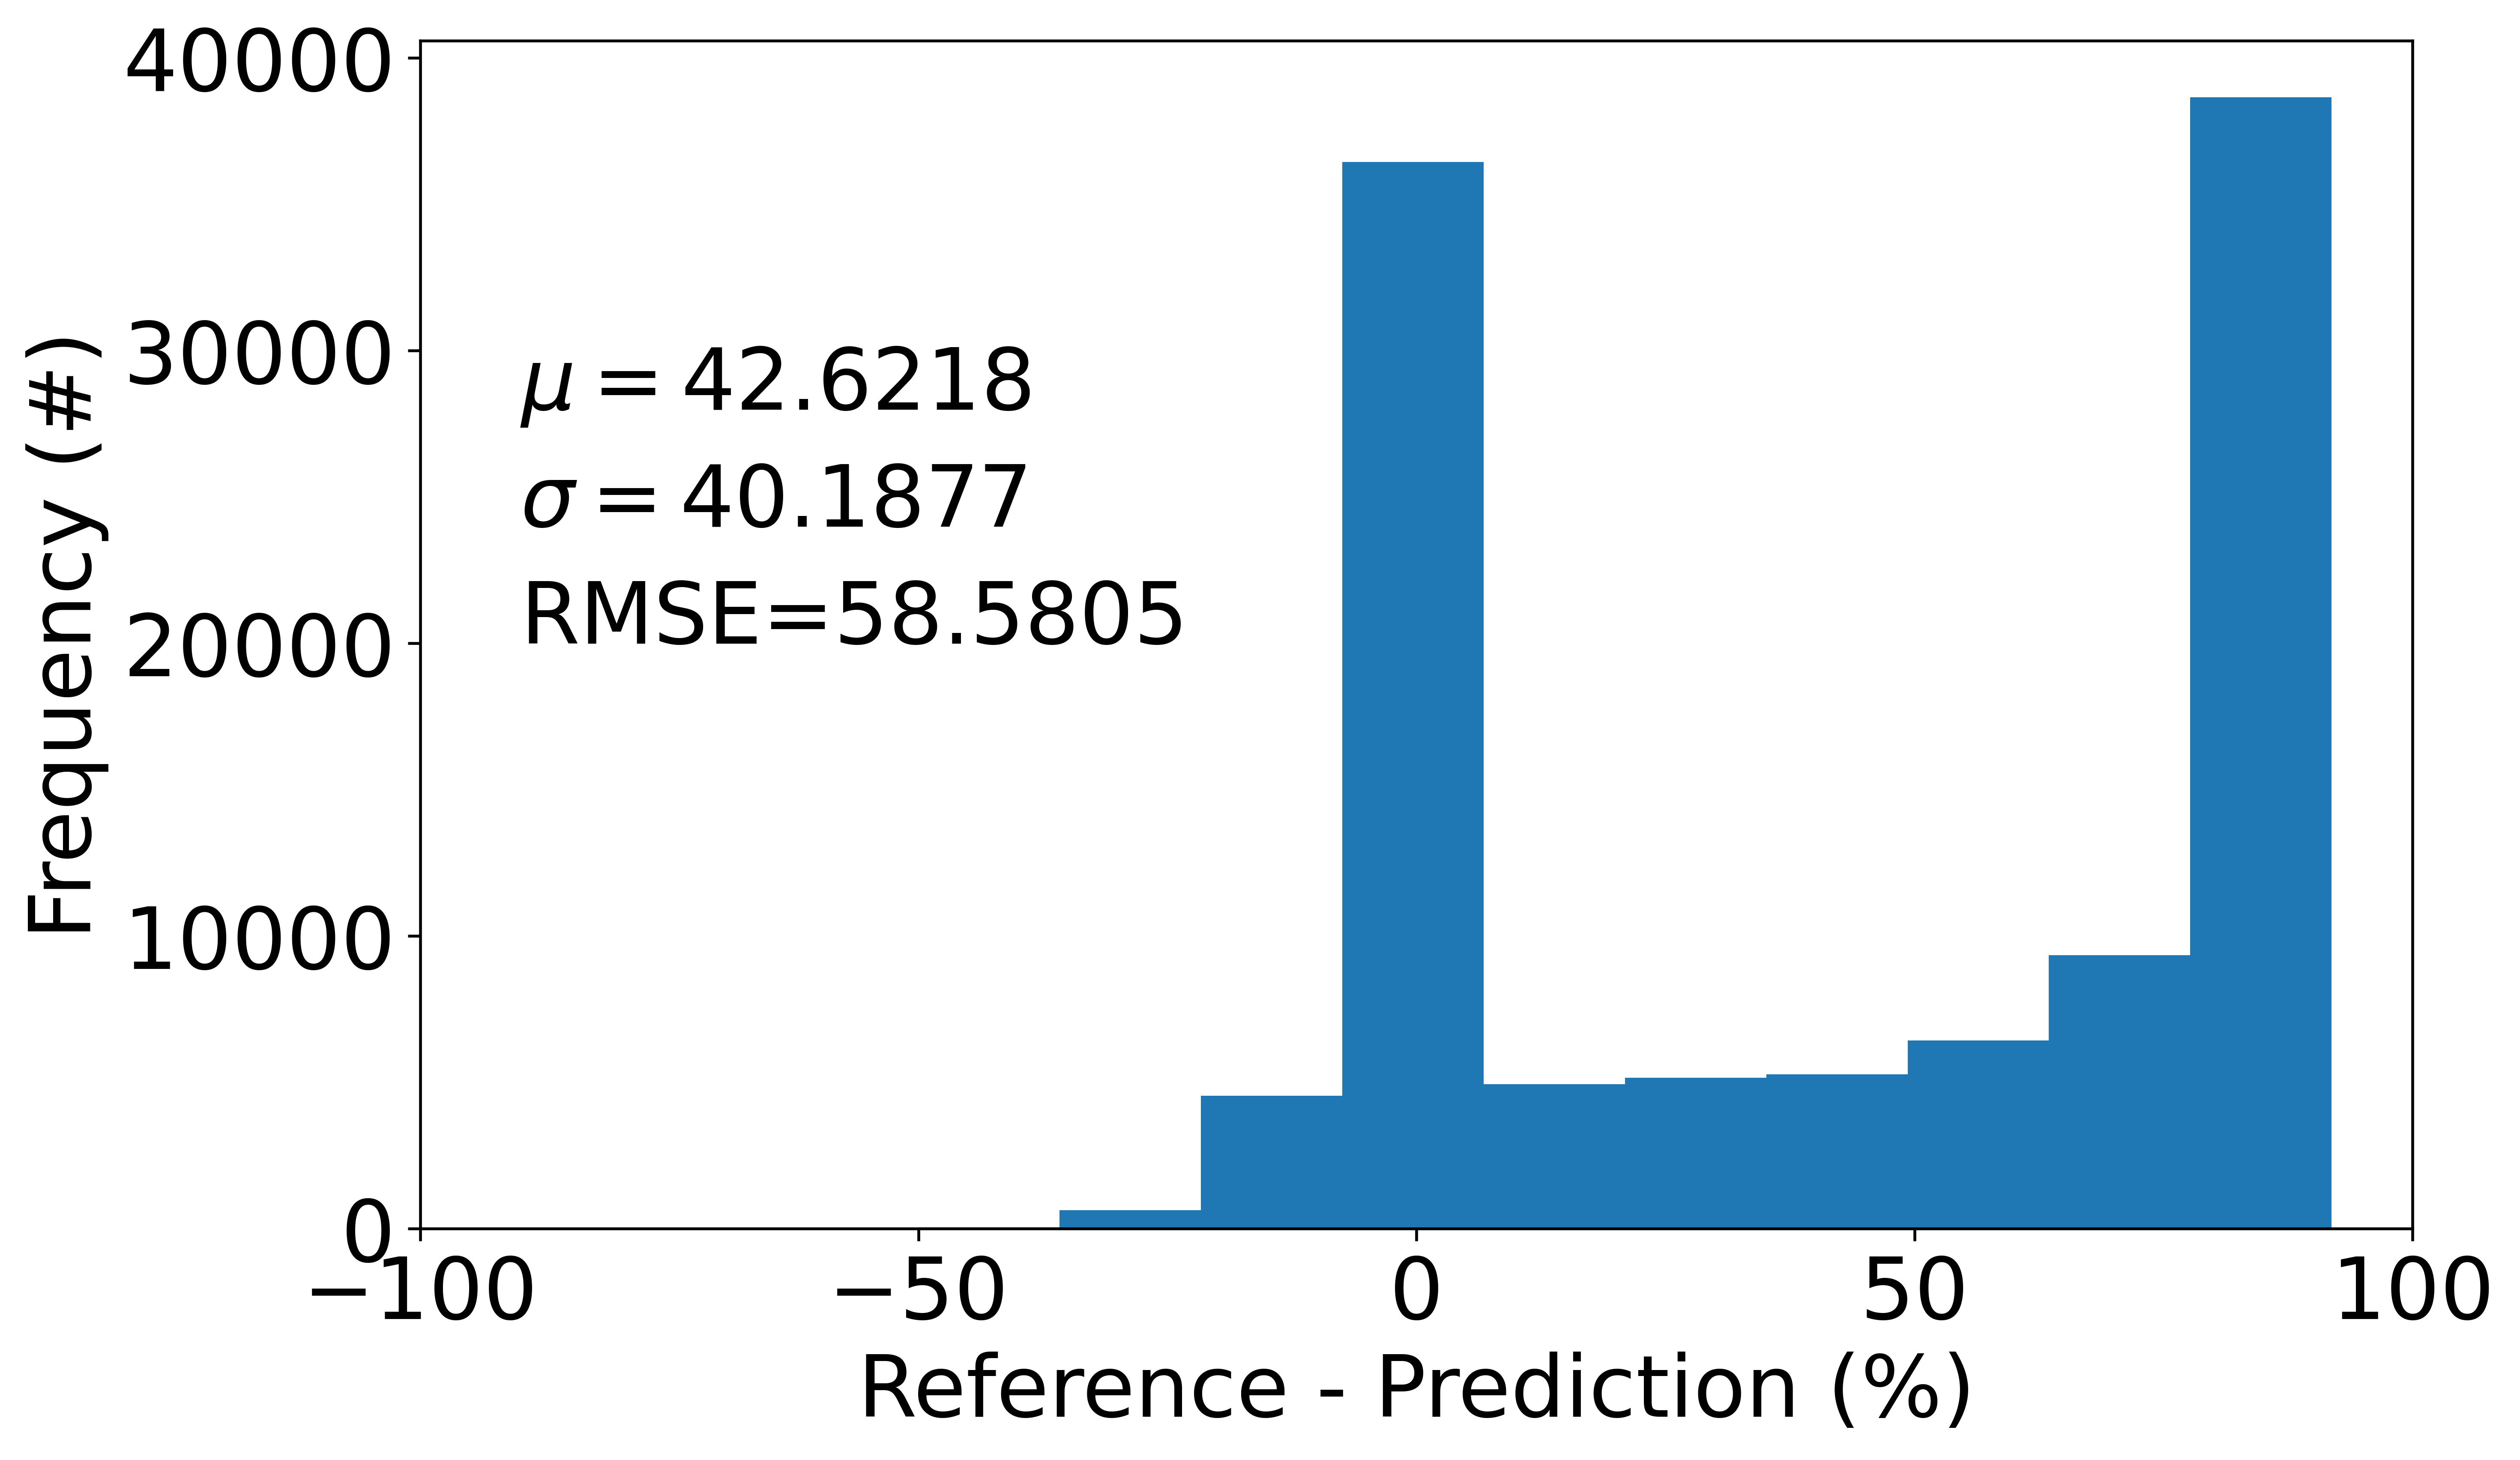 40000
30000
20000
10000
0
Frequency (#)
μ = 42.6218
σ = 40.1877
RMSE=58.5805
−100 −50 0 50 100
Reference - Prediction (%)